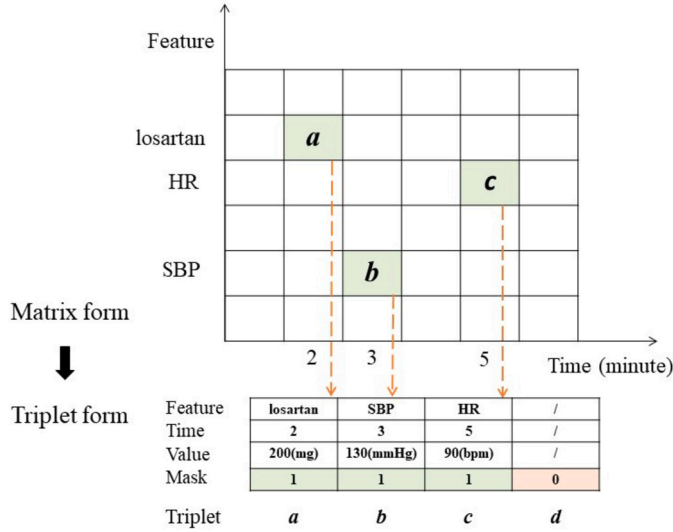 Feature
losartan
a
HR
c
SBP
b
Matrix form
2 3 5
Time (minute)
Triplet form
Feature losartan SBP HR /
Time 2 3 5 /
Value 200(mg) 130(mmHg) 90(bpm) /
Mask 1 1 1 0
Triplet a b c d